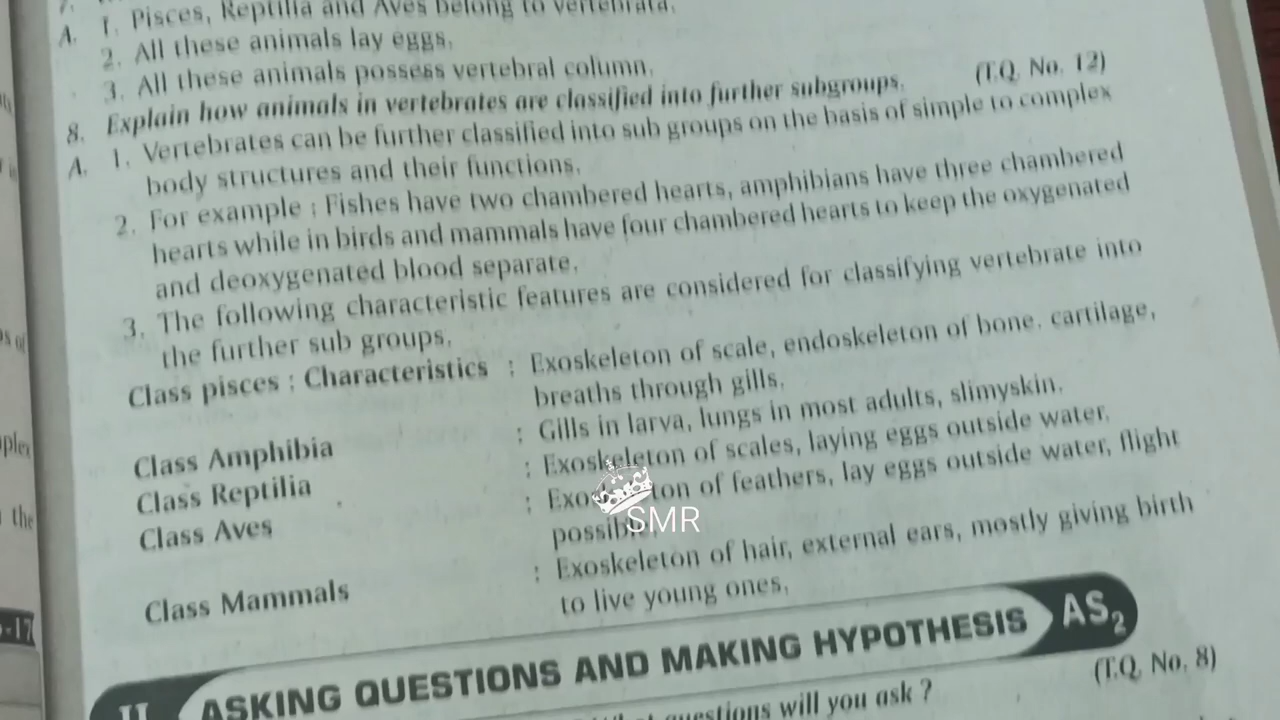 7.
A. 1. Pisces, Reptilia and Aves belong to vertebrata.
2. All these animals lay eggs.
3. All these animals possess vertebral column.
8. Explain how animals in vertebrates are classified into further subgroups. (T.Q. No. 12)
A. 1. Vertebrates can be further classified into sub groups on the basis of simple to complex
body structures and their functions.
2. For example : Fishes have two chambered hearts, amphibians have three chambered
hearts while in birds and mammals have four chambered hearts to keep the oxygenated
and deoxygenated blood separate.
3. The following characteristic features are considered for classifying vertebrate into
the further sub groups.
Class pisces : Characteristics : Exoskeleton of scale, endoskeleton of bone. cartilage,
breaths through gills.
Class Amphibia : Gills in larva, lungs in most adults, slimyskin.
Class Reptilia : Exoskeleton of scales, laying eggs outside water.
Class Aves : Exoskeleton of feathers, lay eggs outside water, flight
possible.
Class Mammals : Exoskeleton of hair, external ears, mostly giving birth
to live young ones.
SMR
II ASKING QUESTIONS AND MAKING HYPOTHESIS AS2
(T.Q. No. 8)
questions will you ask ?
the
-17